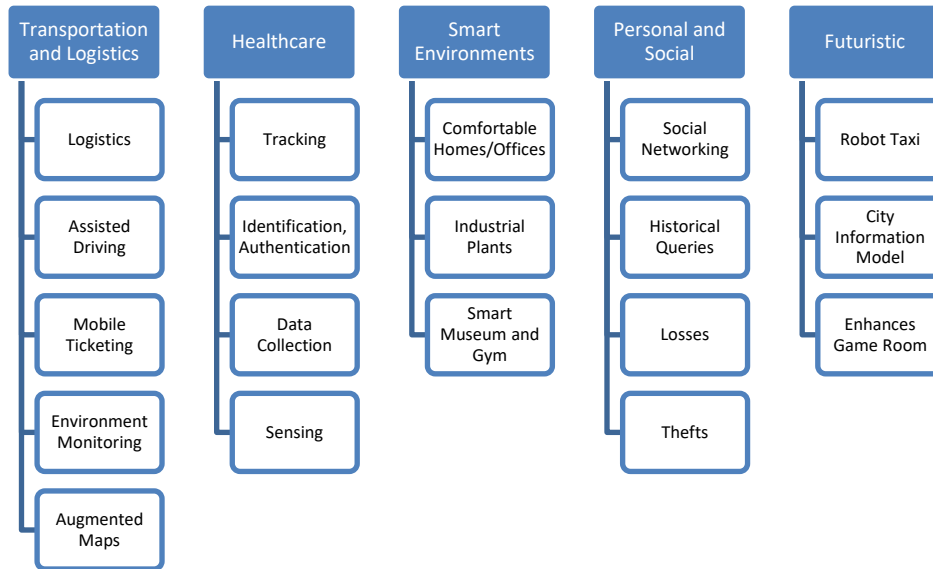 Transportation
and Logistics
Logistics
Assisted
Driving
Mobile
Ticketing
Environment
Monitoring
Augmented
Maps
Healthcare
Tracking
Identification,
Authentication
Data
Collection
Sensing
Smart
Environments
Comfortable
Homes/Offices
Industrial
Plants
Smart
Museum and
Gym
Personal and
Social
Social
Networking
Historical
Queries
Losses
Thefts
Futuristic
Robot Taxi
City
Information
Model
Enhances
Game Room